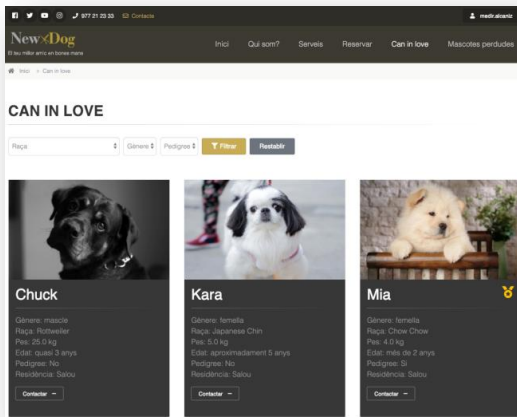 977 21 23 33 Contacta medir.alcaniz
New Dog
El teu millor amic en bones mans
Inici Qui som? Serveis Reservar Can in love Mascotes perdudes
Inici > Can in love
CAN IN LOVE
Raça Gènere Pedigree Filtrar Restablir
Chuck
Gènere: mascle
Raça: Rottweiler
Pes: 25.0 kg
Edat: quasi 3 anys
Pedigree: No
Residència: Salou
Contactar
Kara
Gènere: femella
Raça: Japanese Chin
Pes: 5.0 kg
Edat: aproximadament 5 anys
Pedigree: No
Residència: Salou
Contactar
Mia
Gènere: femella
Raça: Chow Chow
Pes: 4.0 kg
Edat: més de 2 anys
Pedigree: Sí
Residència: Salou
Contactar